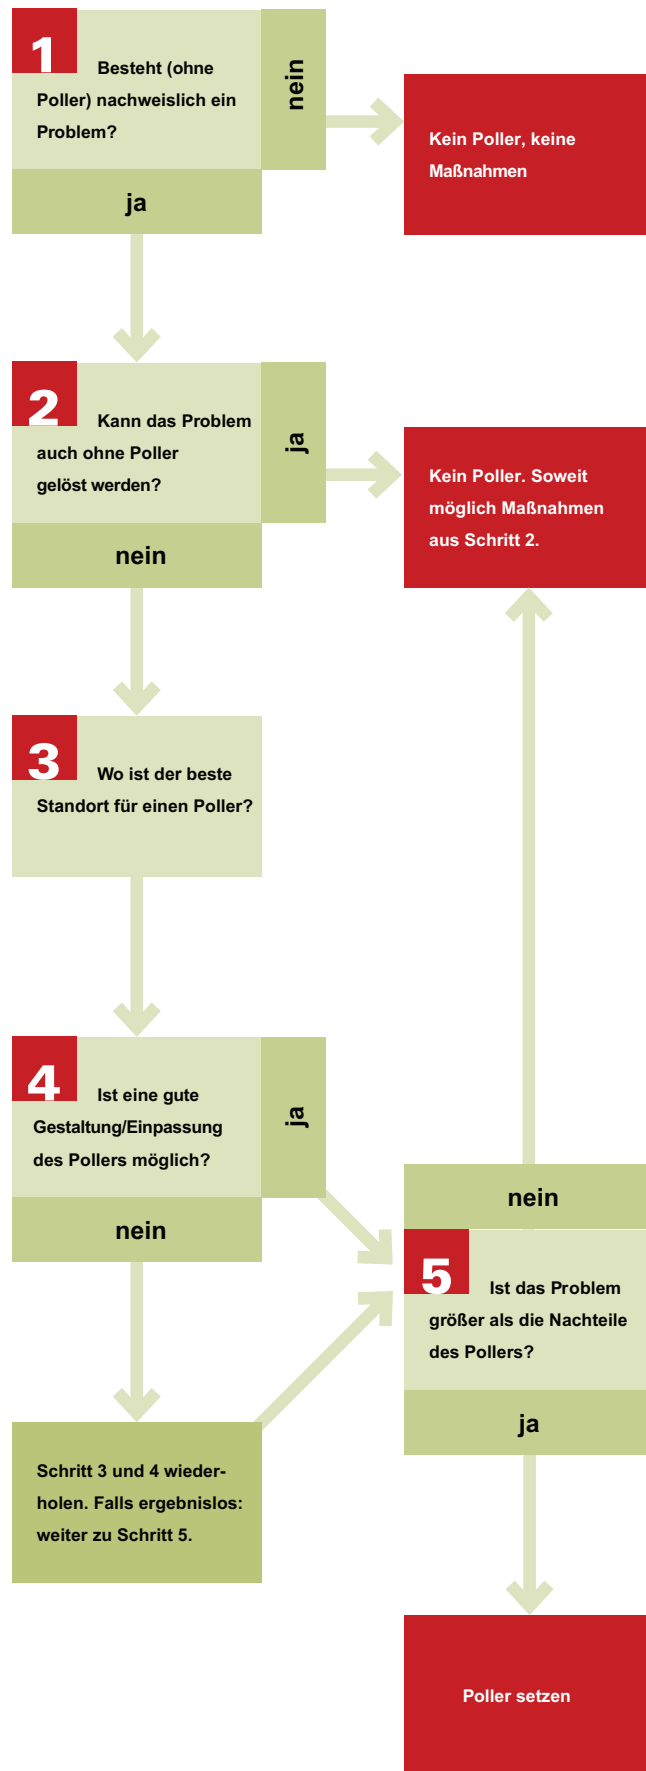 1
Besteht (ohne
Poller) nachweislich ein
Problem?
nein
ja
Kein Poller, keine
Maßnahmen
2
Kann das Problem
auch ohne Poller
gelöst werden?
ja
nein
Kein Poller. Soweit
möglich Maßnahmen
aus Schritt 2.
3
Wo ist der beste
Standort für einen Poller?
4
Ist eine gute
Gestaltung/Einpassung
des Pollers möglich?
ja
nein
Schritt 3 und 4 wieder-
holen. Falls ergebnislos:
weiter zu Schritt 5.
nein
5
Ist das Problem
größer als die Nachteile
des Pollers?
ja
Poller setzen